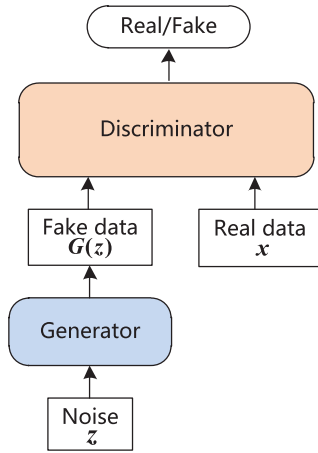 Real/Fake
Discriminator
Fake data
G(z)
Real data
x
Generator
Noise
z